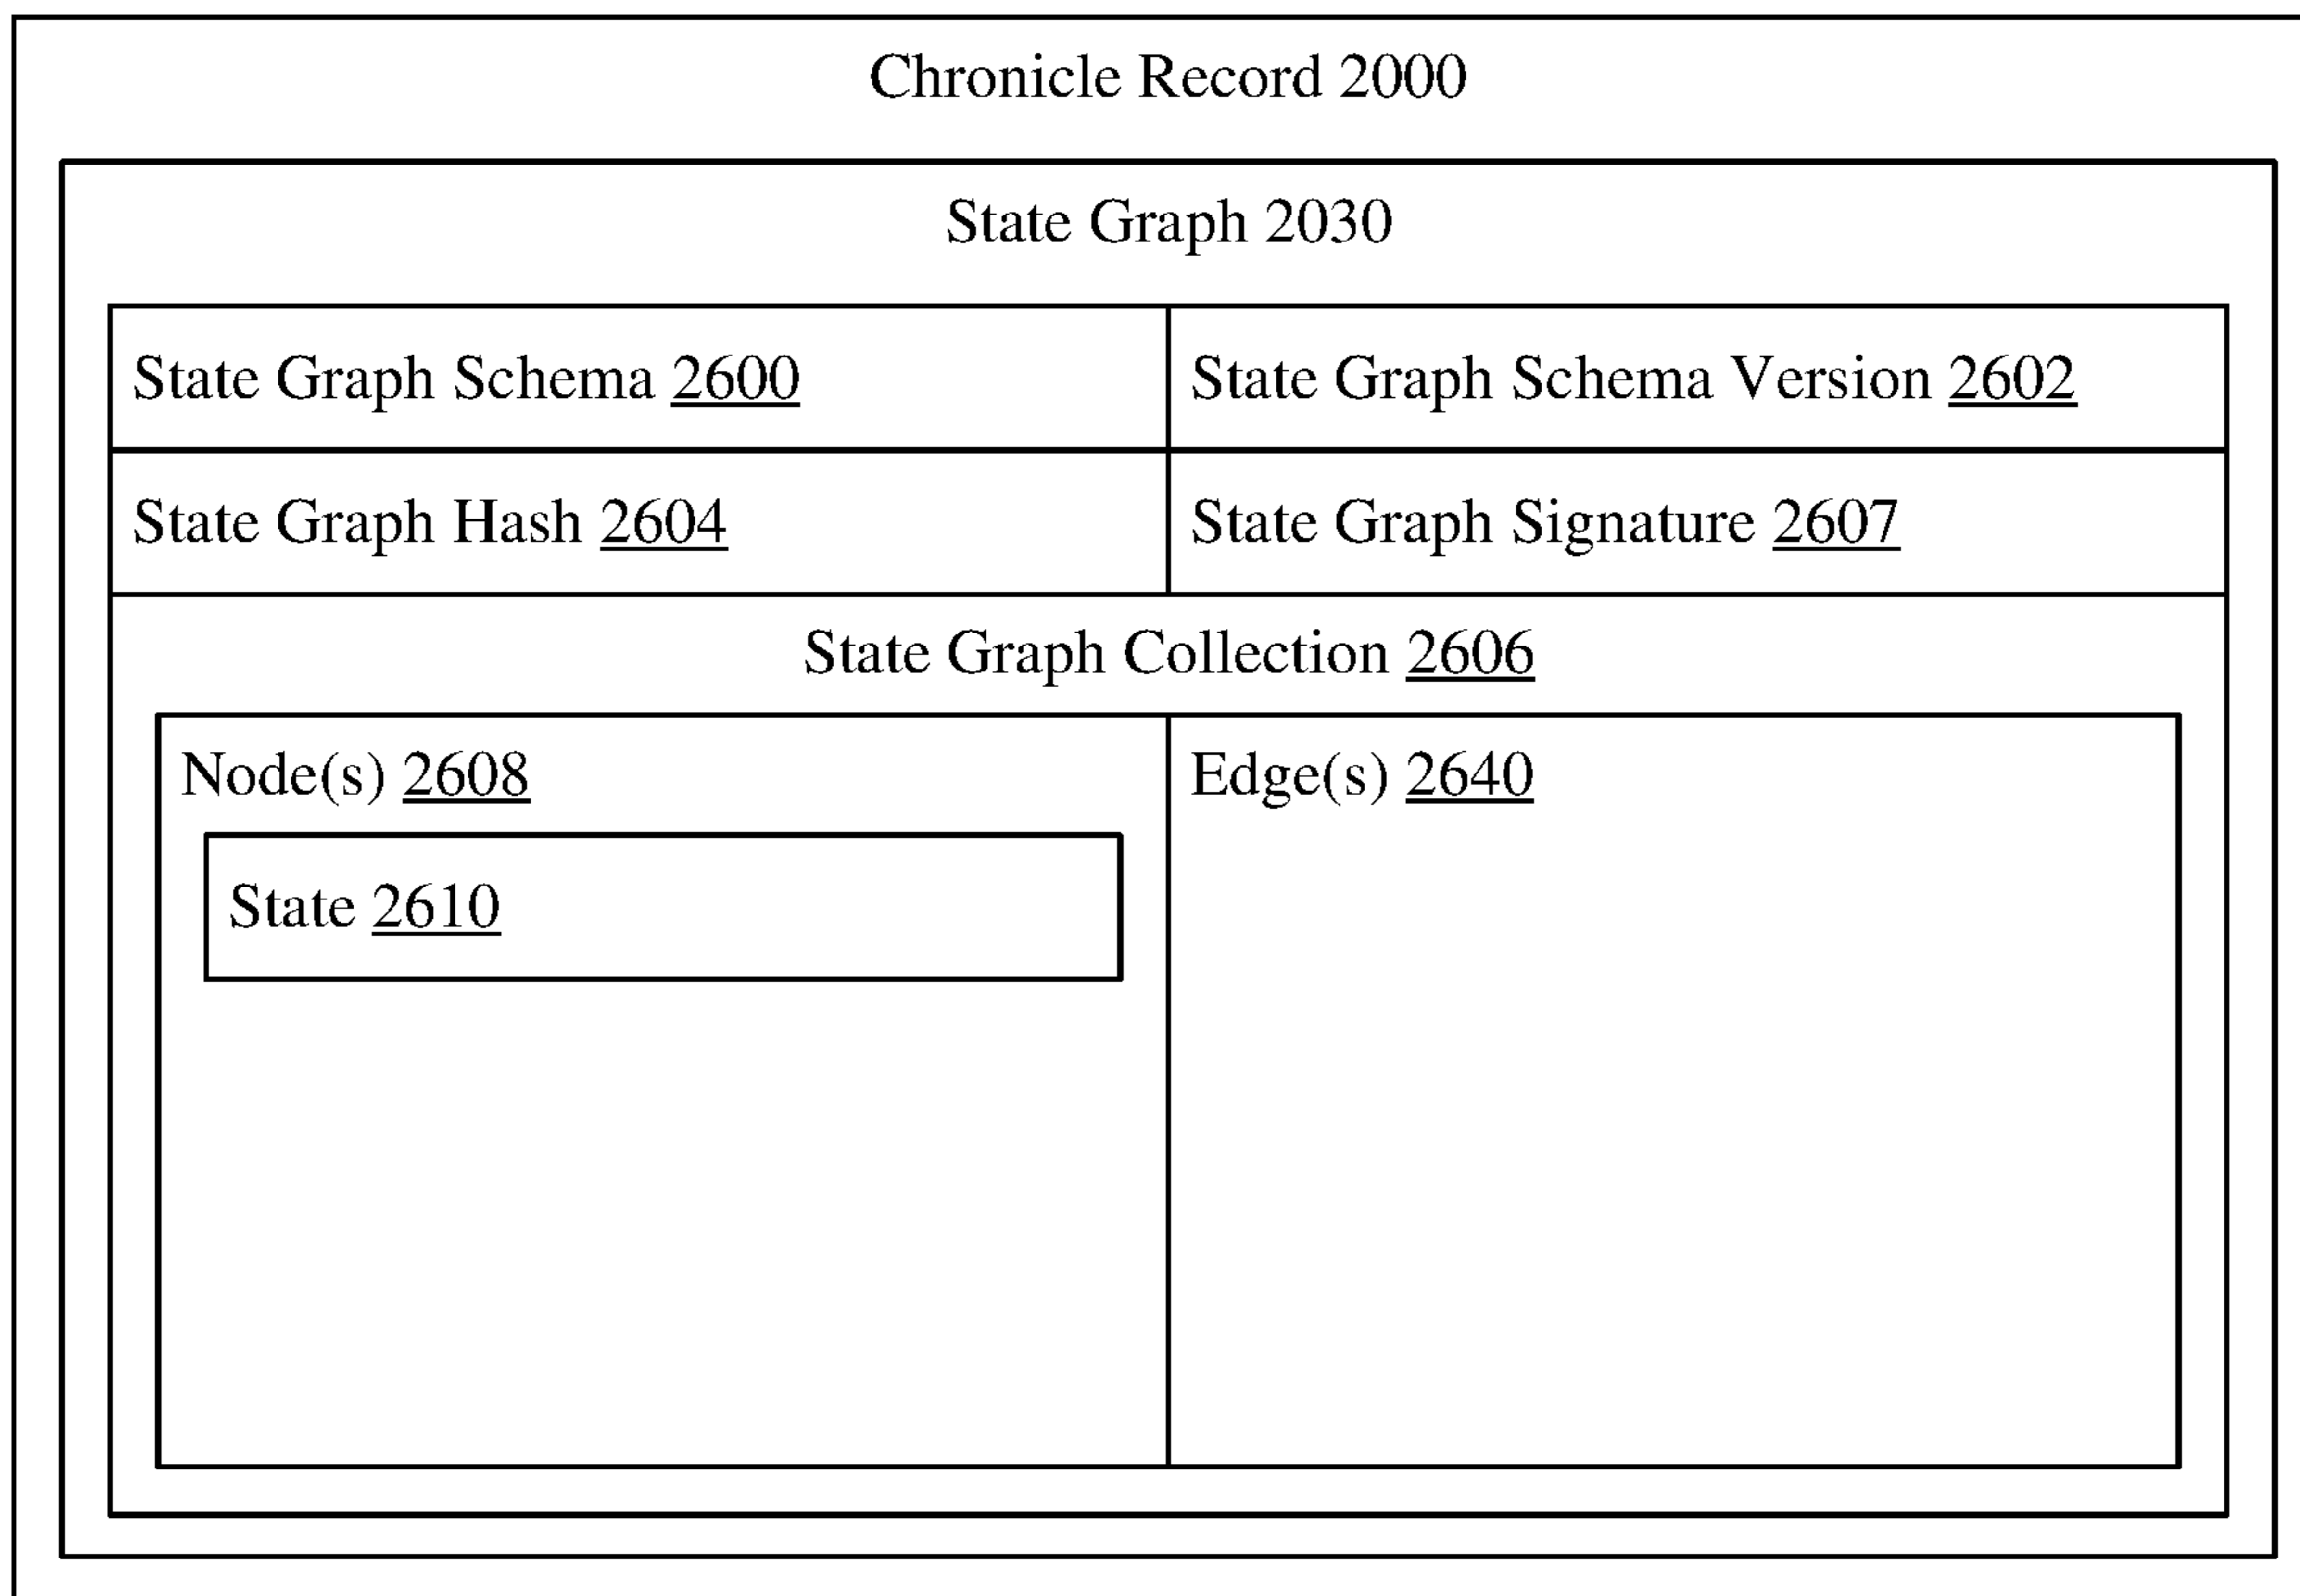 Chronicle Record 2000
State Graph 2030
State Graph Schema 2600
State Graph Schema Version 2602
State Graph Hash 2604
State Graph Signature 2607
State Graph Collection 2606
Node(s) 2608
Edge(s) 2640
State 2610